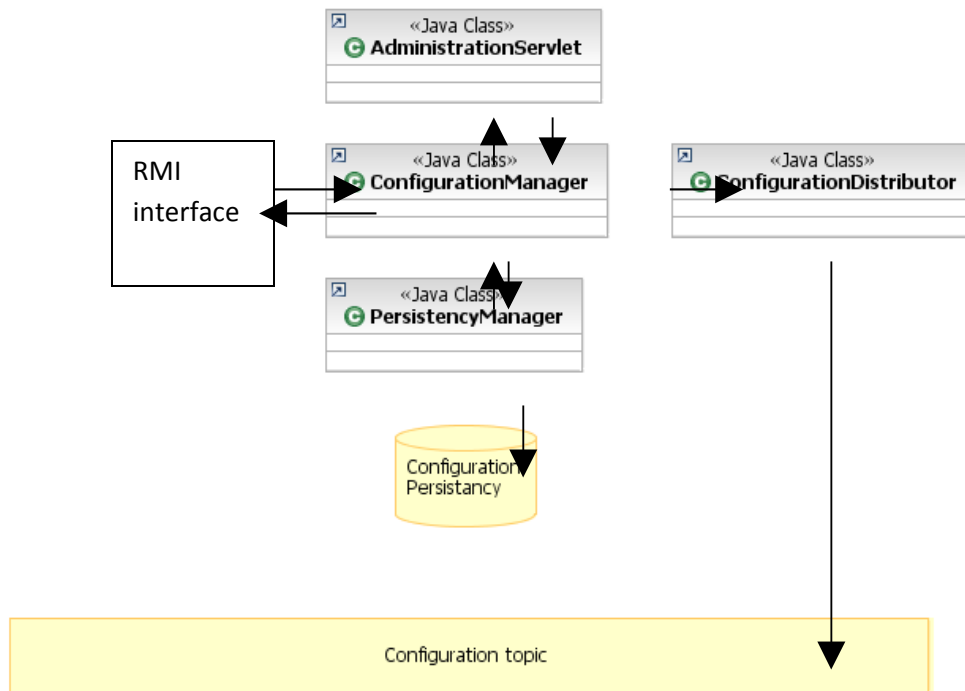 «Java Class»
AdministrationServlet
RMI
interface
«Java Class»
ConfigurationManager
«Java Class»
ConfigurationDistributor
«Java Class»
PersistencyManager
Configuration
Persistancy
Configuration topic